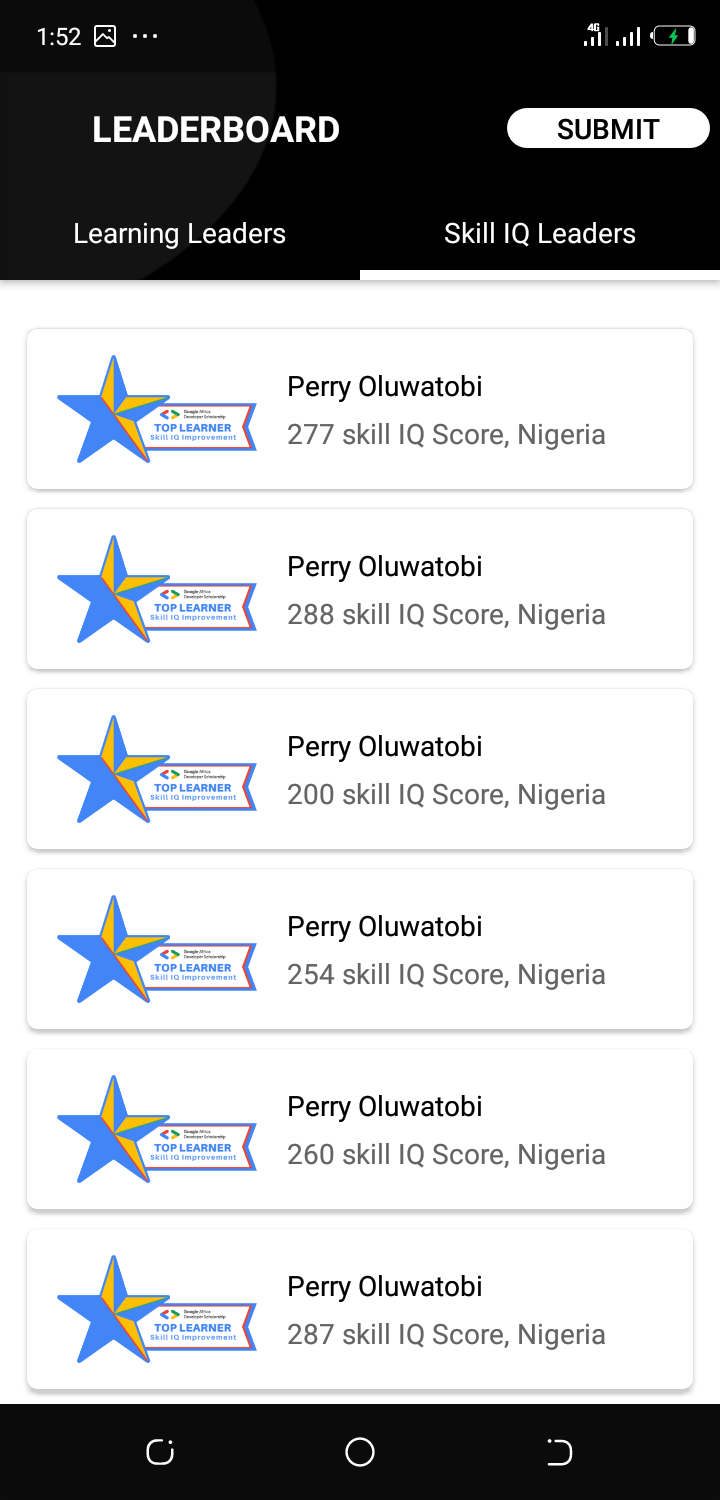 1:52
4G
LEADERBOARD
SUBMIT
Learning Leaders
Skill IQ Leaders
Google Africa
Developer Scholarship
TOP LEARNER
Skill IQ Improvement
Perry Oluwatobi
277 skill IQ Score, Nigeria
Google Africa
Developer Scholarship
TOP LEARNER
Skill IQ Improvement
Perry Oluwatobi
288 skill IQ Score, Nigeria
Google Africa
Developer Scholarship
TOP LEARNER
Skill IQ Improvement
Perry Oluwatobi
200 skill IQ Score, Nigeria
Google Africa
Developer Scholarship
TOP LEARNER
Skill IQ Improvement
Perry Oluwatobi
254 skill IQ Score, Nigeria
Google Africa
Developer Scholarship
TOP LEARNER
Skill IQ Improvement
Perry Oluwatobi
260 skill IQ Score, Nigeria
Google Africa
Developer Scholarship
TOP LEARNER
Skill IQ Improvement
Perry Oluwatobi
287 skill IQ Score, Nigeria